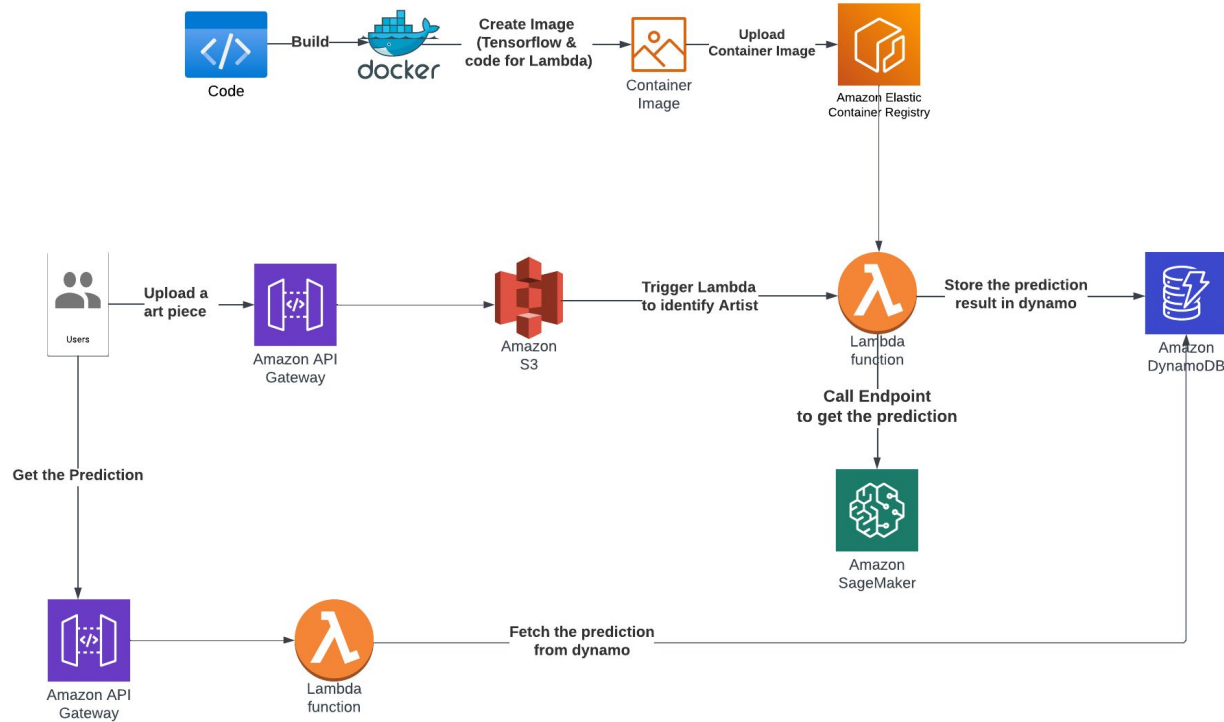 Build
Create Image
(Tensorflow &
code for Lambda)
Upload
Container Image
docker
Code
Container
Image
Amazon Elastic
Container Registry
Users
Upload a
art piece
</>
Amazon API
Gateway
Amazon
S3
Trigger Lambda
to identify Artist
Lambda
function
Store the prediction
result in dynamo
Amazon
DynamoDB
Call Endpoint
to get the prediction
Get the Prediction
Amazon
SageMaker
</>
Amazon API
Gateway
Lambda
function
Fetch the prediction
from dynamo